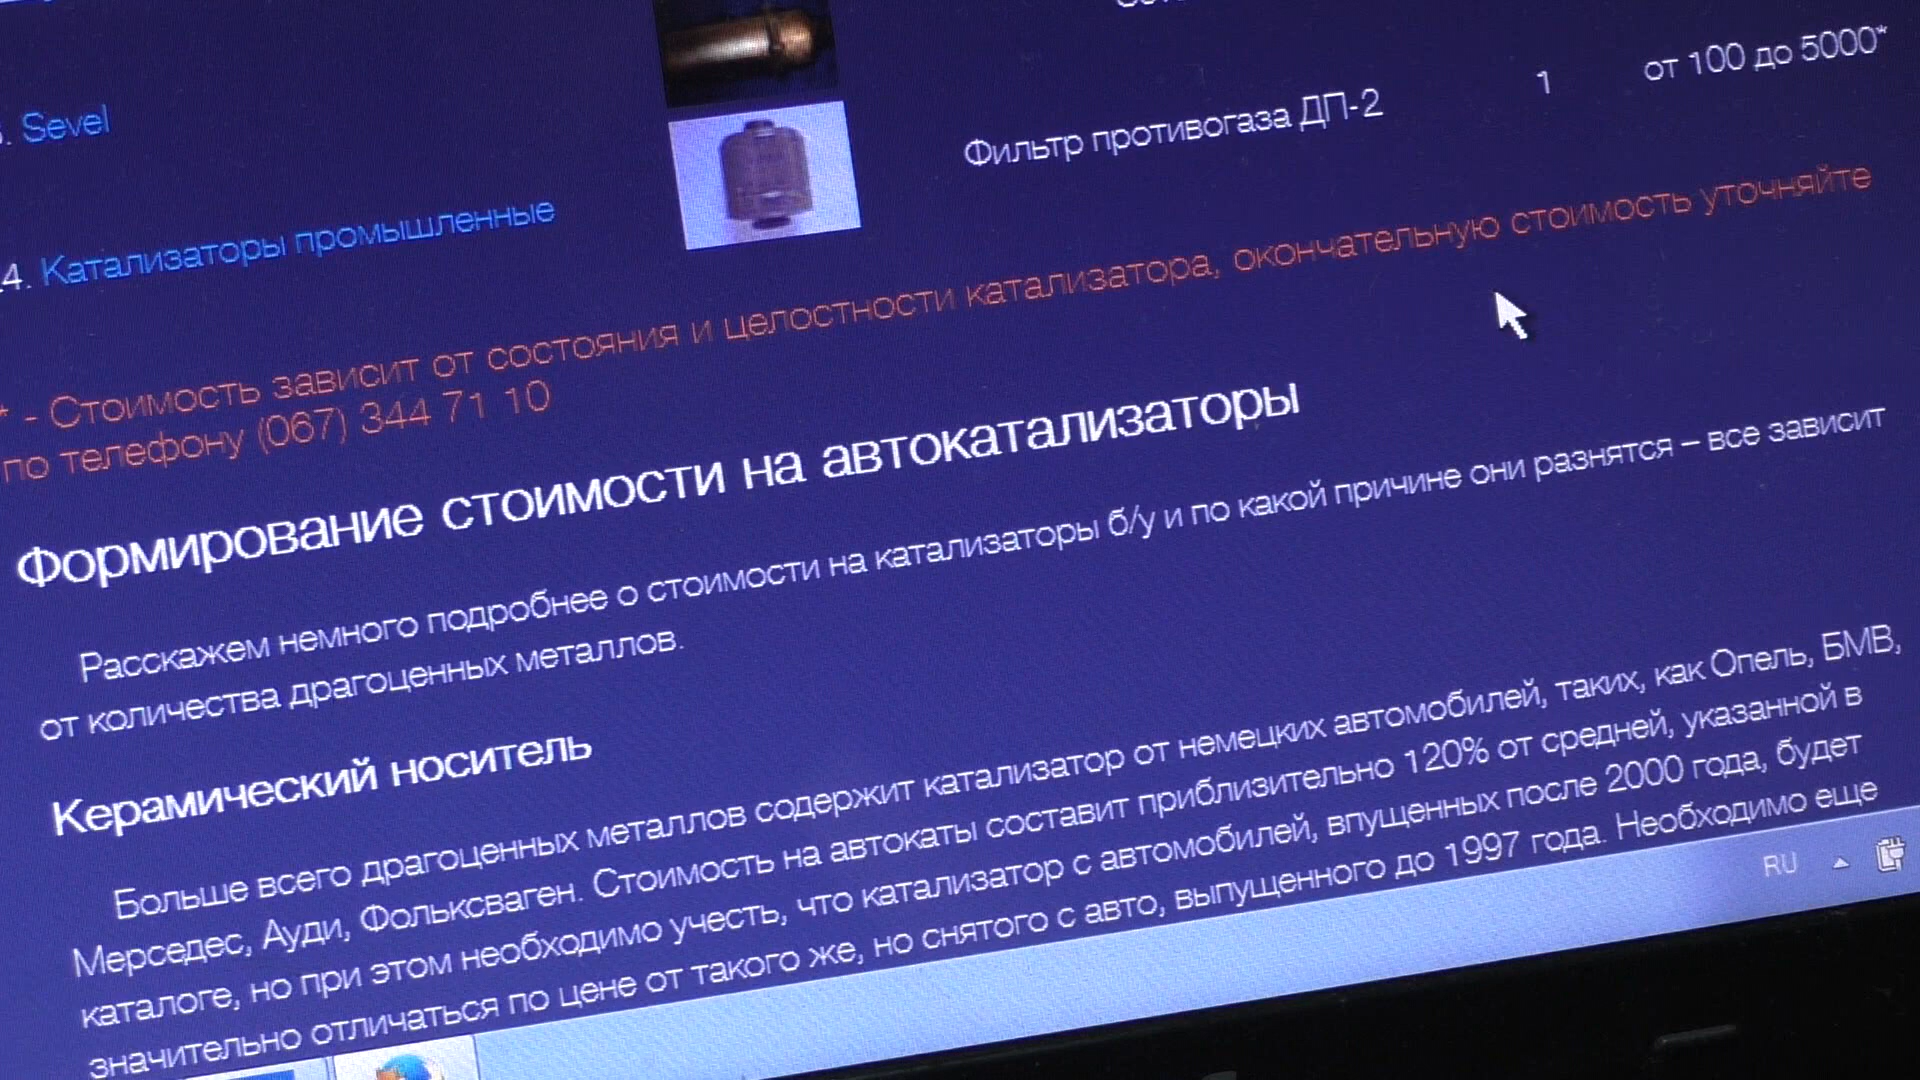 Sevel
Фильтр противогаза ДП-2 1 от 100 до 5000*
4. Катализаторы промышленные
* - Стоимость зависит от состояния и целостности катализатора, окончательную стоимость уточняйте
по телефону (067) 344 71 10
Формирование стоимости на автокатализаторы
Расскажем немного подробнее о стоимости на катализаторы б/у и по какой причине они разнятся – все зависит
от количества драгоценных металлов.
Керамический носитель
Больше всего драгоценных металлов содержит катализатор от немецких автомобилей, таких, как Опель, БМВ,
Мерседес, Ауди, Фольксваген. Стоимость на автокаты составит приблизительно 120% от средней, указанной в
каталоге, но при этом необходимо учесть, что катализатор с автомобилей, впущенных после 2000 года, будет
значительно отличаться по цене от такого же, но снятого с авто, выпущенного до 1997 года. Необходимо еще
RU